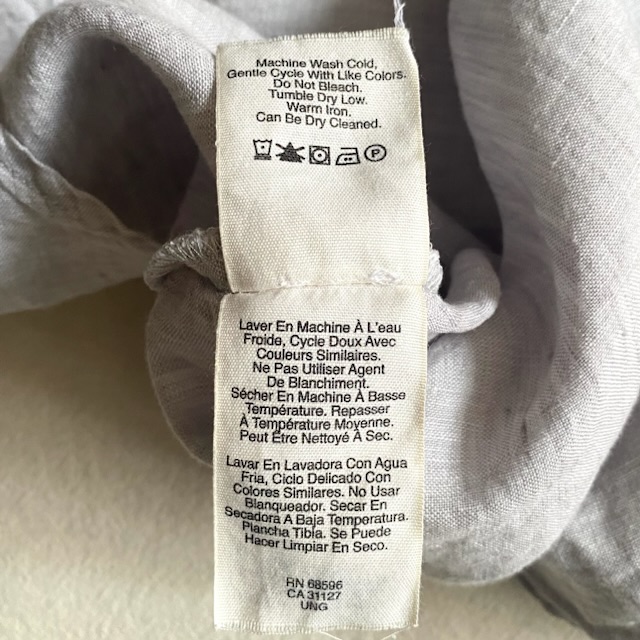 Machine Wash Cold,
Gentle Cycle With Like Colors.
Do Not Bleach.
Tumble Dry Low.
Warm Iron.
Can Be Dry Cleaned.
P
Laver En Machine À L'eau
Froide, Cycle Doux Avec
Couleurs Similaires.
Ne Pas Utiliser Agent
De Blanchiment.
Sécher En Machine À Basse
Température. Repasser
À Température Moyenne.
Peut Être Nettoyé À Sec.
Lavar En Lavadora Con Agua
Fria, Ciclo Delicado Con
Colores Similares. No Usar
Blanqueador. Secar En
Secadora A Baja Temperatura.
Plancha Tibia. Se Puede
Hacer Limpiar En Seco.
RN 68596
CA 31127
UNG